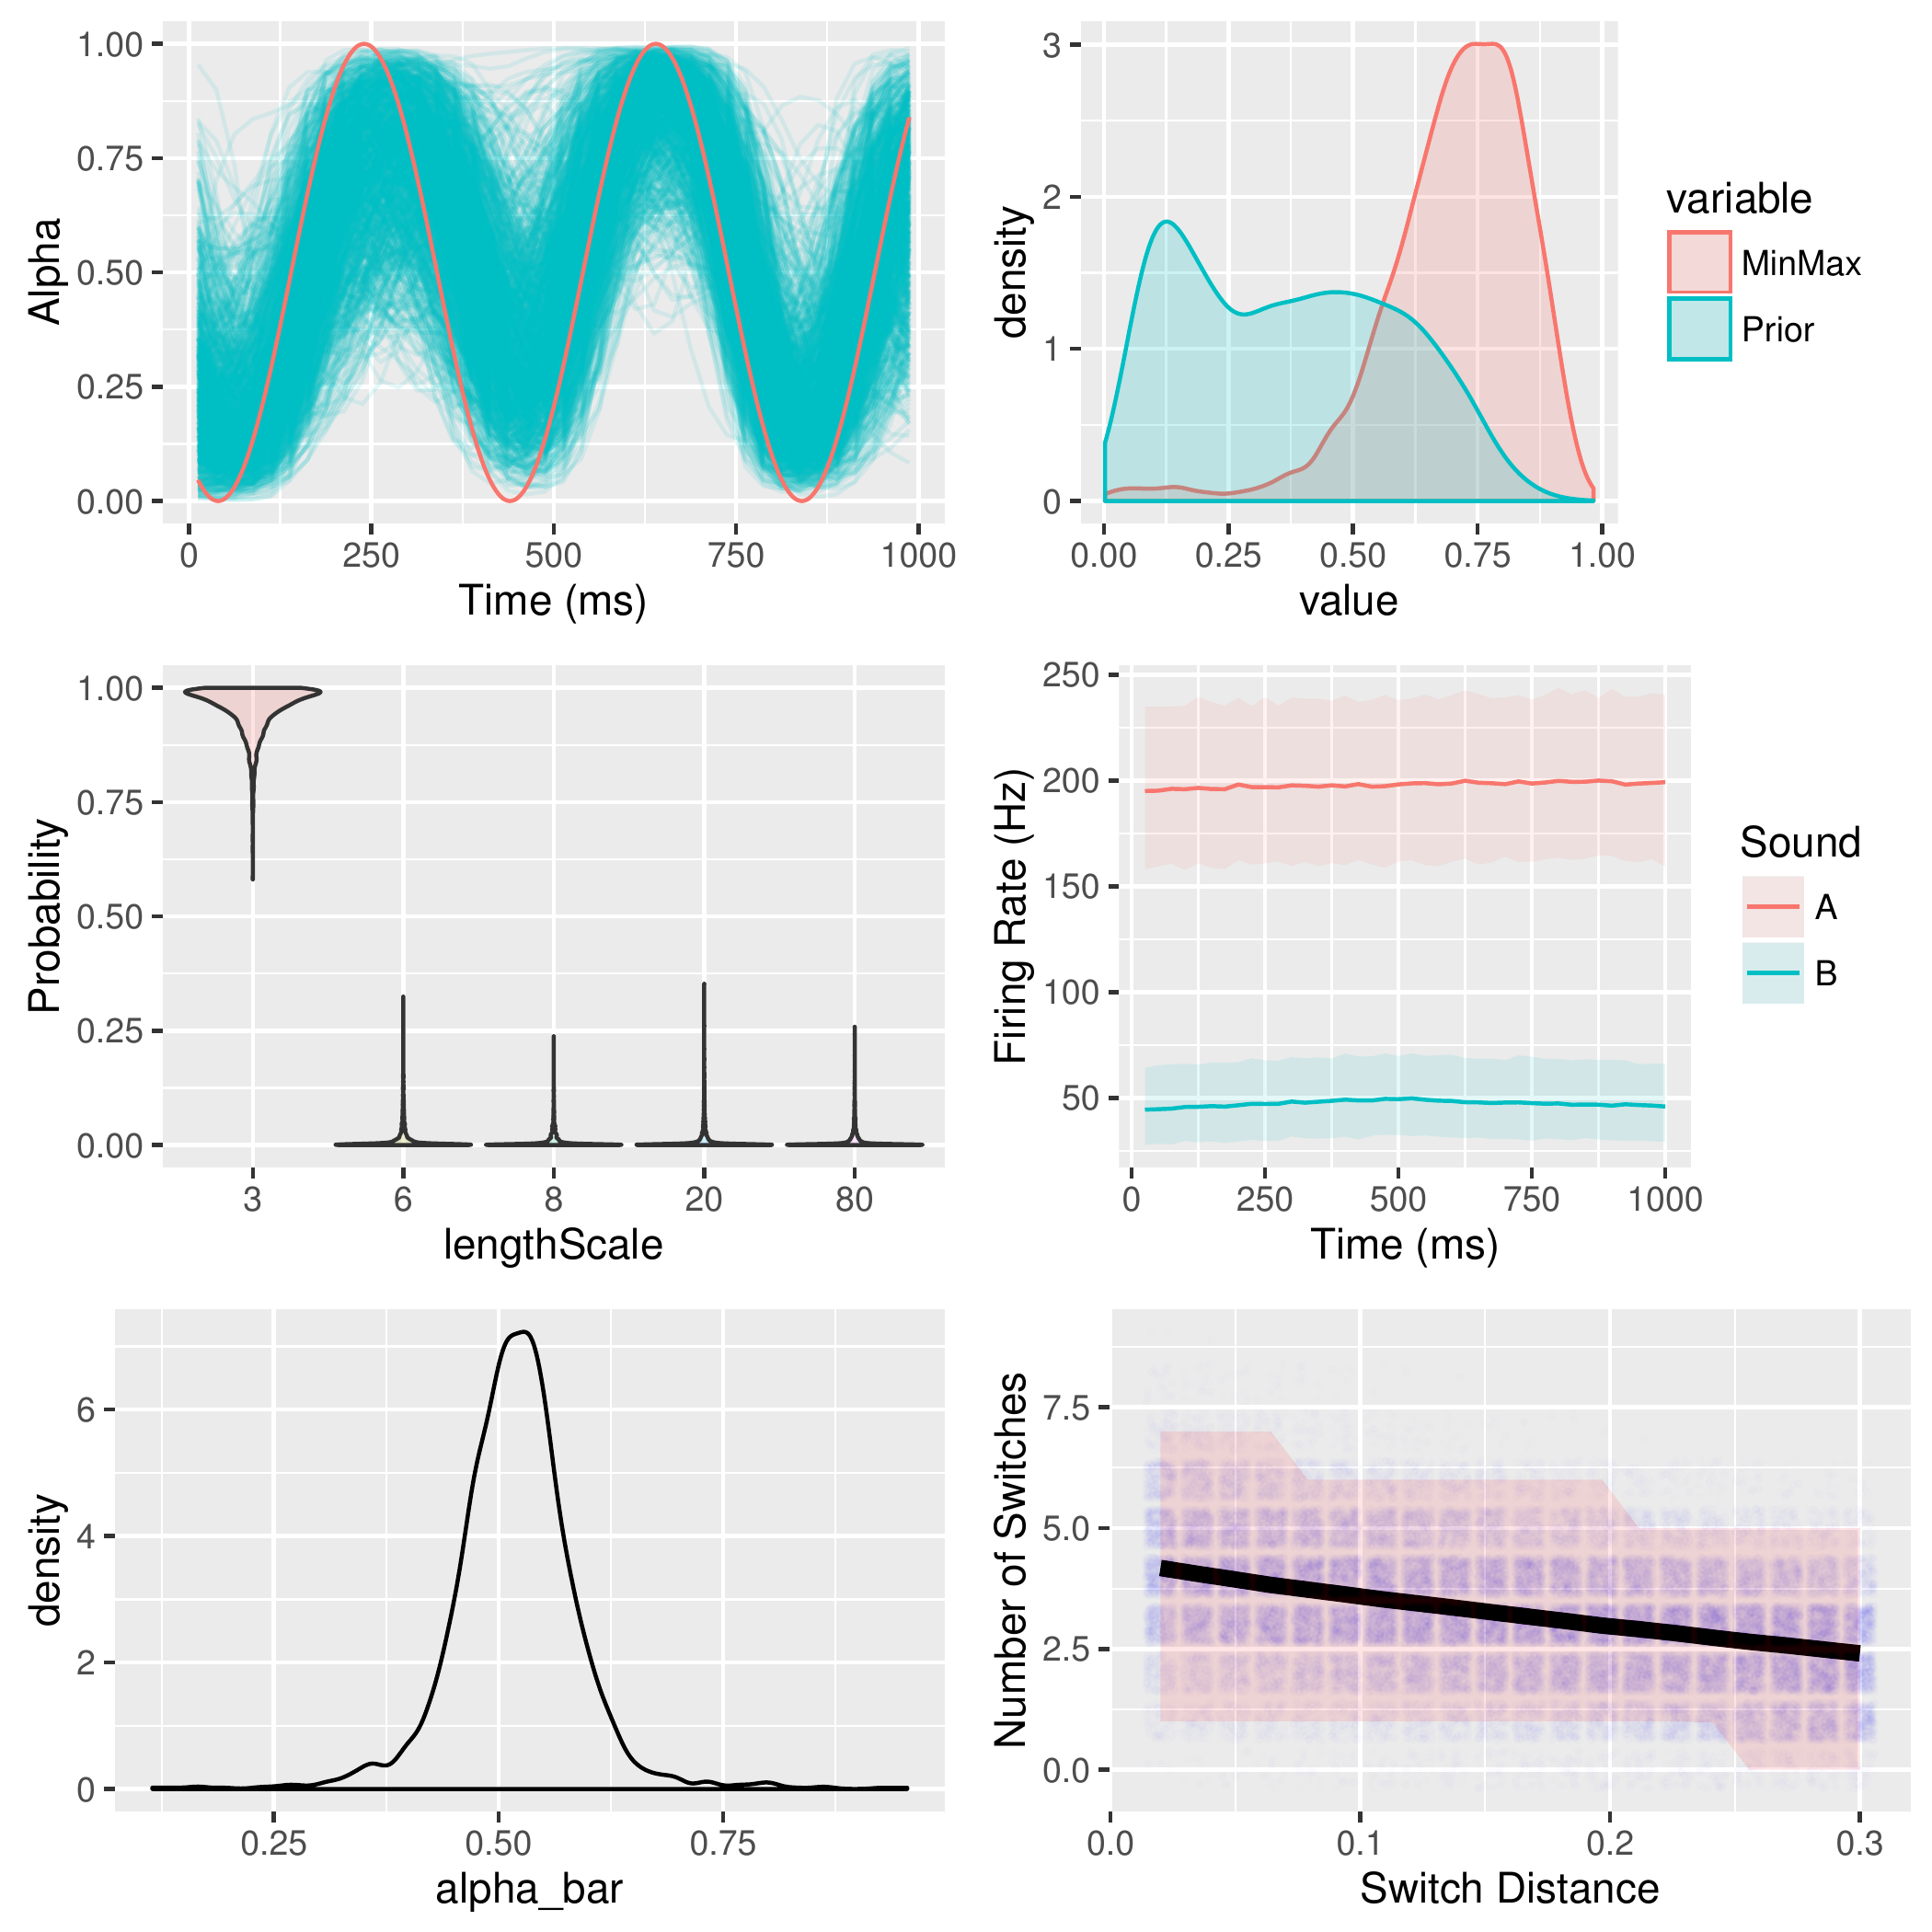 1.00
0.75
0.50
0.25
0.00
Alpha
0 250 500 750 1000
Time (ms)
3
2
1
0
density
0.00 0.25 0.50 0.75 1.00
value
variable
MinMax
Prior
1.00
0.75
0.50
0.25
0.00
Probability
3 6 8 20 80
lengthScale
250
200
150
100
50
Firing Rate (Hz)
0 250 500 750 1000
Time (ms)
Sound
A
B
6
4
2
0
density
0.25 0.50 0.75
alpha_bar
7.5
5.0
2.5
0.0
Number of Switches
0.0 0.1 0.2 0.3
Switch Distance